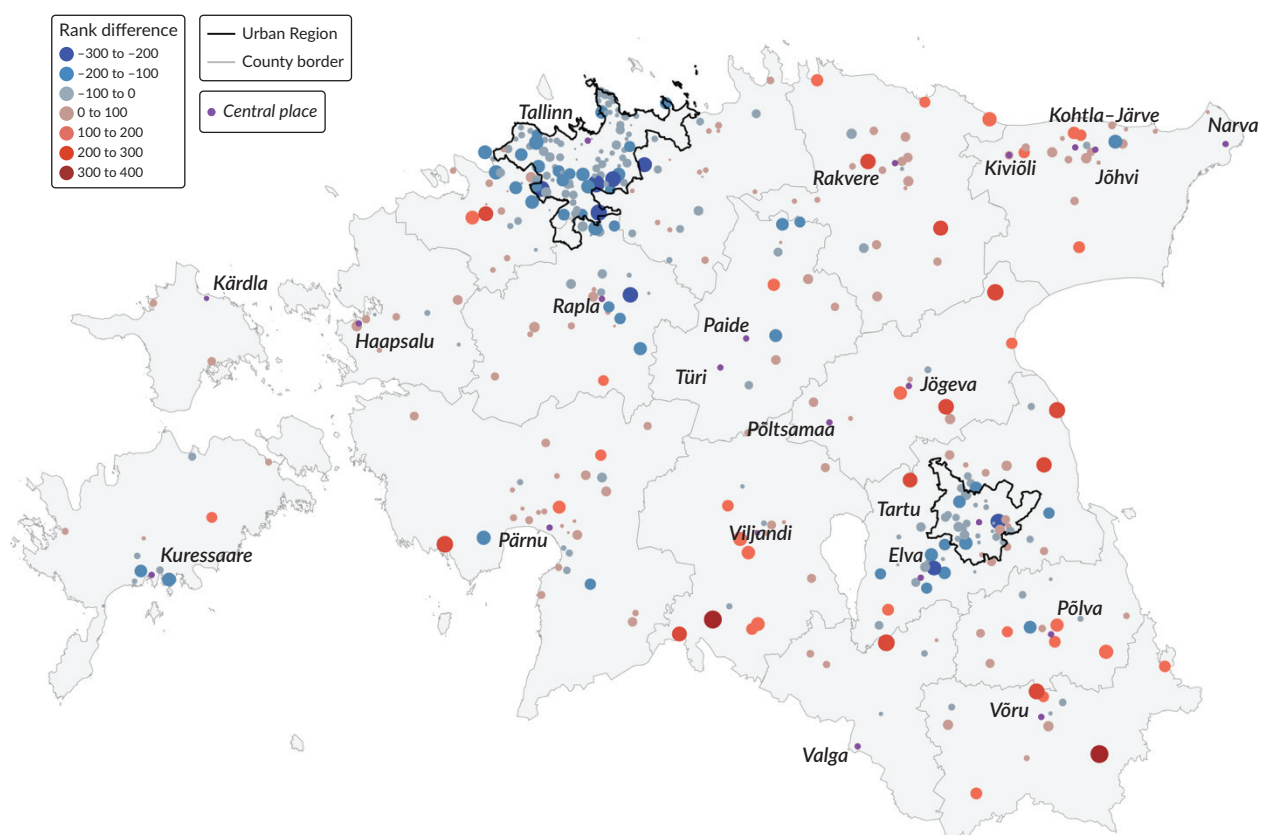 Rank difference
–300 to –200
–200 to –100
–100 to 0
0 to 100
100 to 200
200 to 300
300 to 400
Urban Region
County border
Central place
Tallinn
Kohtla–Järve
Narva
Kiviõli
Jõhvi
Rakvere
Kärdla
Rapla
Haapsalu
Paide
Türi
Jõgeva
Põltsamaa
Tartu
Viljandi
Pärnu
Elva
Kuressaare
Põlva
Võru
Valga